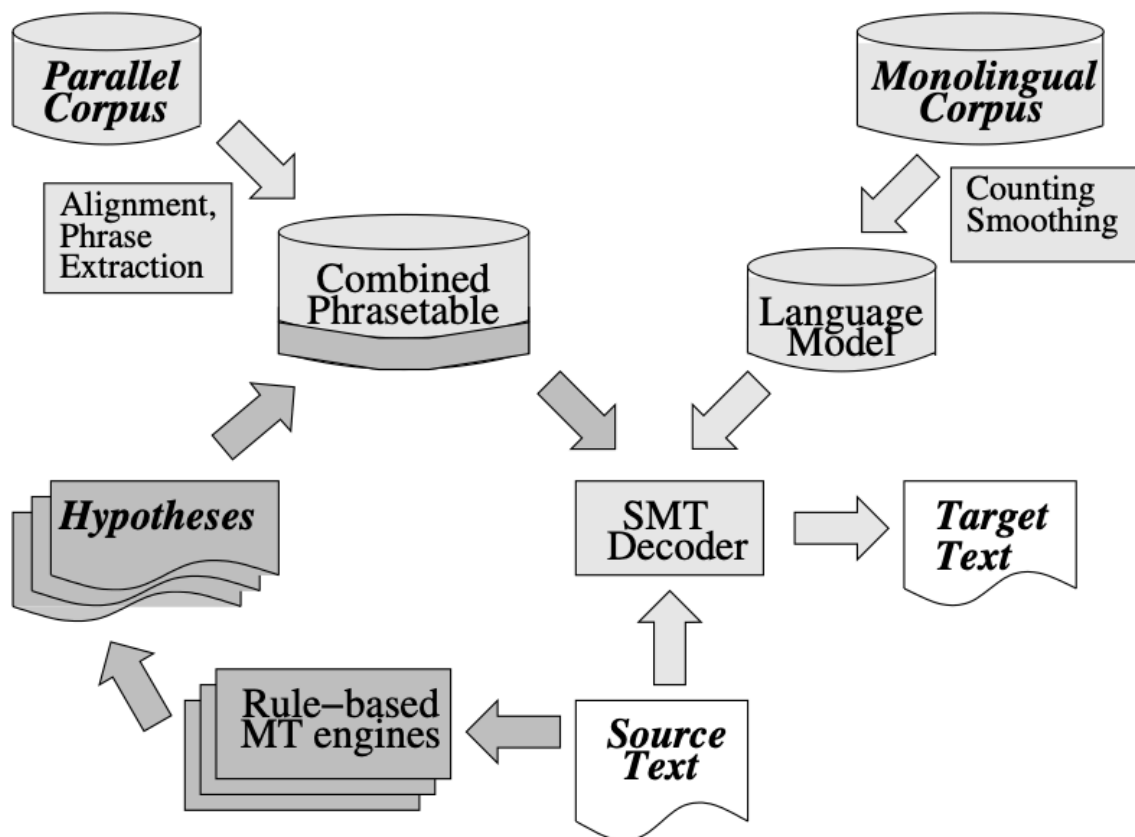 Parallel
Corpus
Monolingual
Corpus
Alignment,
Phrase
Extraction
Counting
Smoothing
Combined
Phrasetable
Language
Model
Hypotheses
SMT
Decoder
Target
Text
Rule−based
MT engines
Source
Text